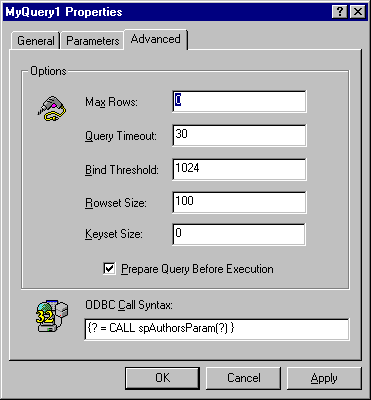 MyQuery1 Properties
General Parameters Advanced
Options
Max Rows: 0
Query Timeout: 30
Bind Threshold: 1024
Rowset Size: 100
Keyset Size: 0
Prepare Query Before Execution
32
ODBC Call Syntax:
{? = CALL spAuthorsParam(?) }
OK Cancel Apply